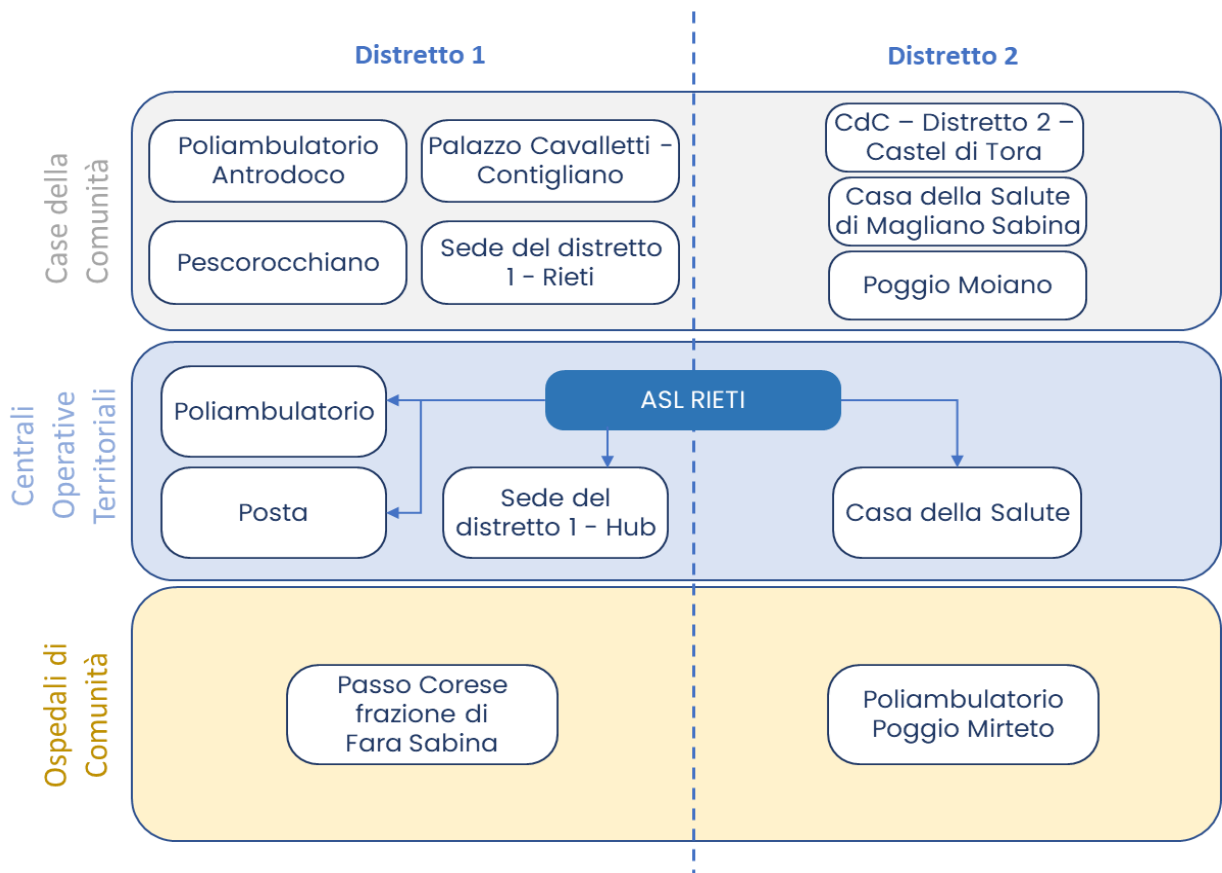 Distretto 1
Distretto 2
Case della
Comunità
Poliambulatorio
Antrodoco
Palazzo Cavalletti -
Contigliano
Pescorocchiano
Sede del distretto
1 - Rieti
CdC – Distretto 2 –
Castel di Tora
Casa della Salute
di Magliano Sabina
Poggio Moiano
Centrali
Operative
Territoriali
ASL RIETI
Poliambulatorio
Posta
Sede del
distretto 1 - Hub
Casa della Salute
Ospedali di
Comunità
Passo Corese
frazione di
Fara Sabina
Poliambulatorio
Poggio Mirteto